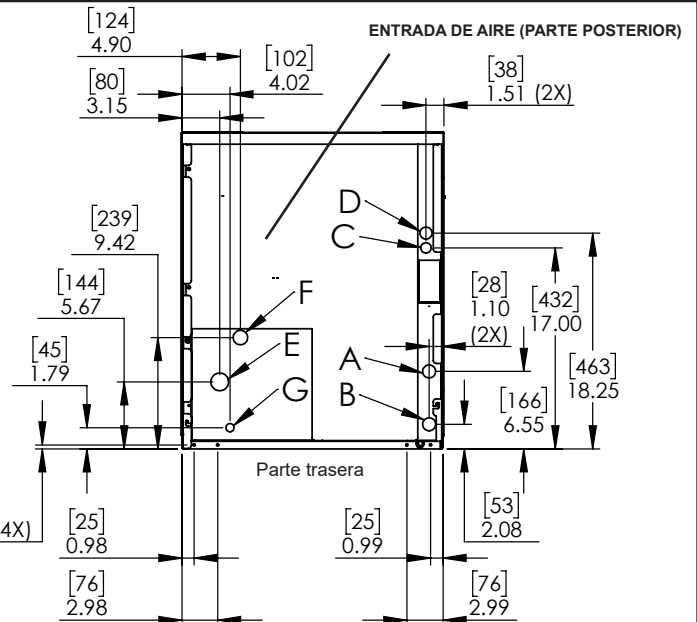 [124]
4.90
ENTRADA DE AIRE (PARTE POSTERIOR)
[102]
4.02
[80]
3.15
[38]
1.51 (2X)
D
C
[239]
9.42
[144]
5.67
[28]
1.10
(2X)
[432]
17.00
F
E
[45]
1.79
A
[463]
18.25
G
B
[166]
6.55
Parte trasera
4X)
[53]
2.08
[25]
0.98
[25]
0.99
[76]
2.98
[76]
2.99